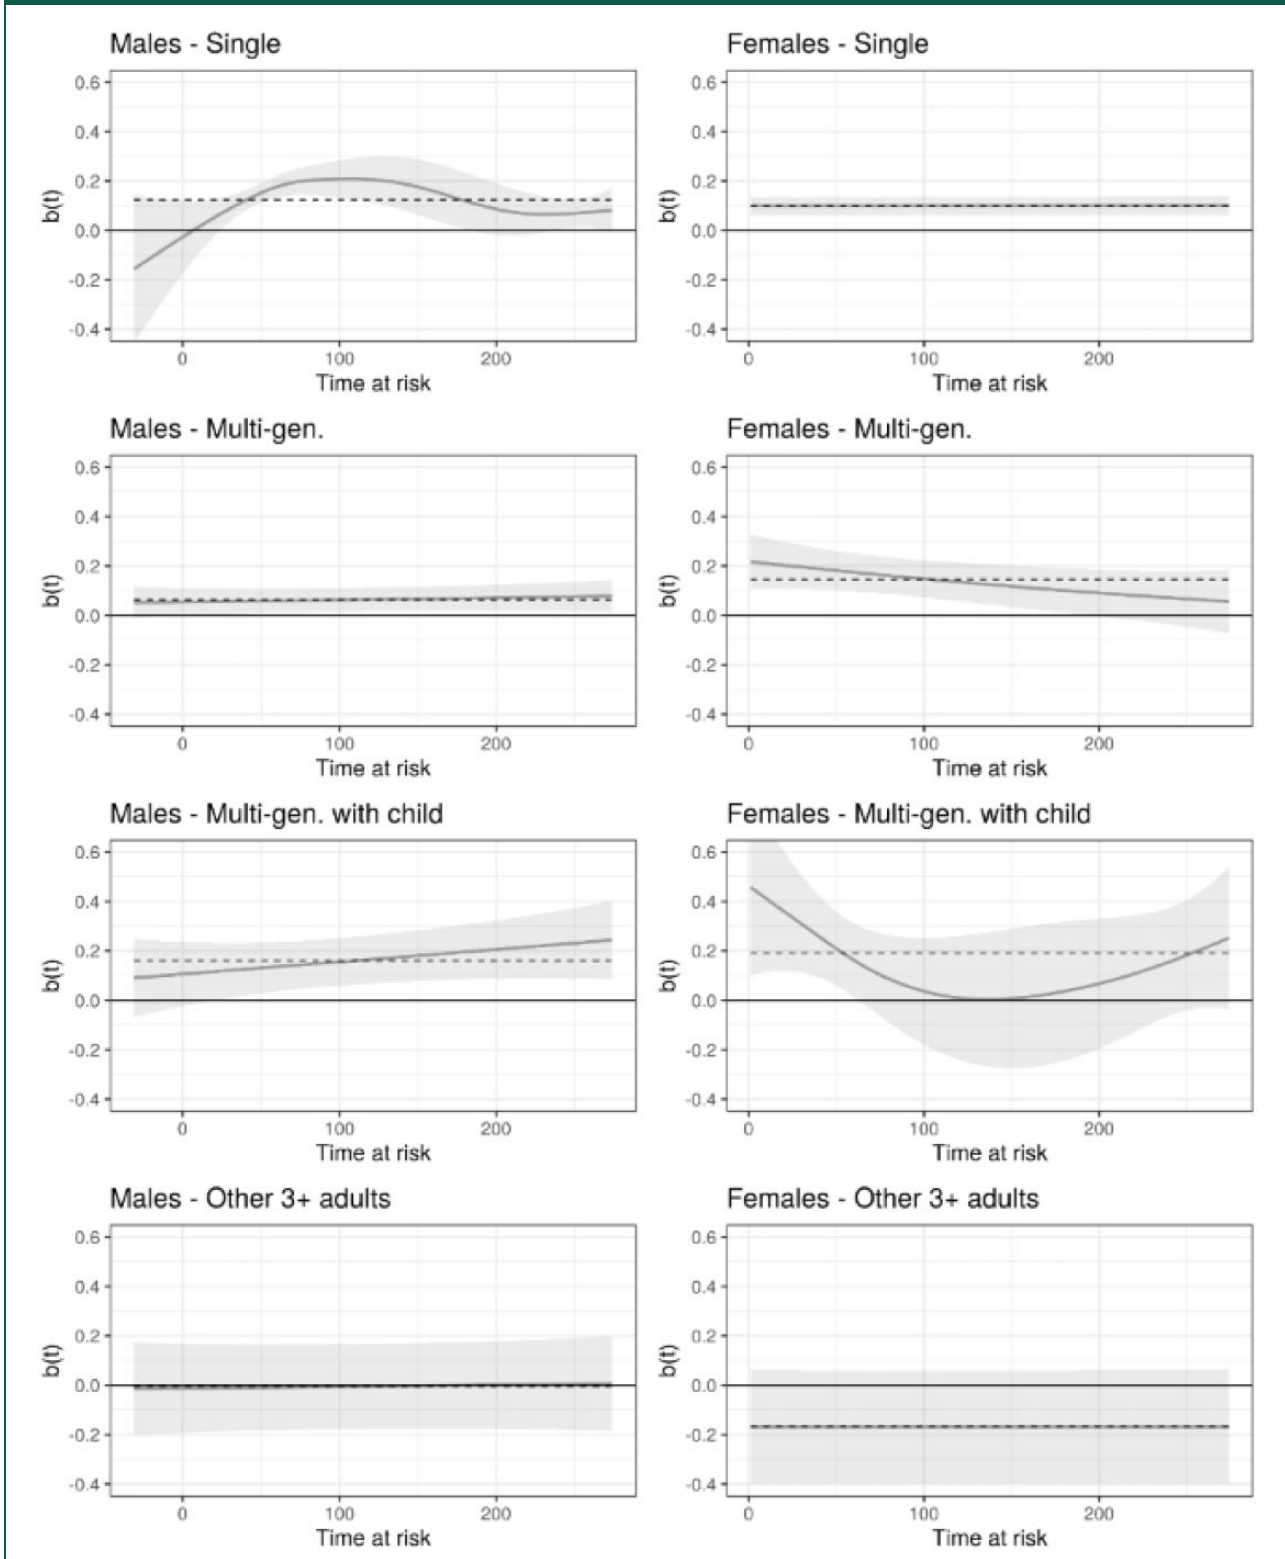 Males - Single
0.6
0.4
0.2
0.0
-0.2
-0.4
b(t)
0 100 200
Time at risk
Females - Single
0.6
0.4
0.2
0.0
-0.2
-0.4
b(t)
0 100 200
Time at risk
Males - Multi-gen.
0.6
0.4
0.2
0.0
-0.2
-0.4
b(t)
0 100 200
Time at risk
Females - Multi-gen.
0.6
0.4
0.2
0.0
-0.2
-0.4
b(t)
0 100 200
Time at risk
Males - Multi-gen. with child
0.6
0.4
0.2
0.0
-0.2
-0.4
b(t)
0 100 200
Time at risk
Females - Multi-gen. with child
0.6
0.4
0.2
0.0
-0.2
-0.4
b(t)
0 100 200
Time at risk
Males - Other 3+ adults
0.6
0.4
0.2
0.0
-0.2
-0.4
b(t)
0 100 200
Time at risk
Females - Other 3+ adults
0.6
0.4
0.2
0.0
-0.2
-0.4
b(t)
0 100 200
Time at risk